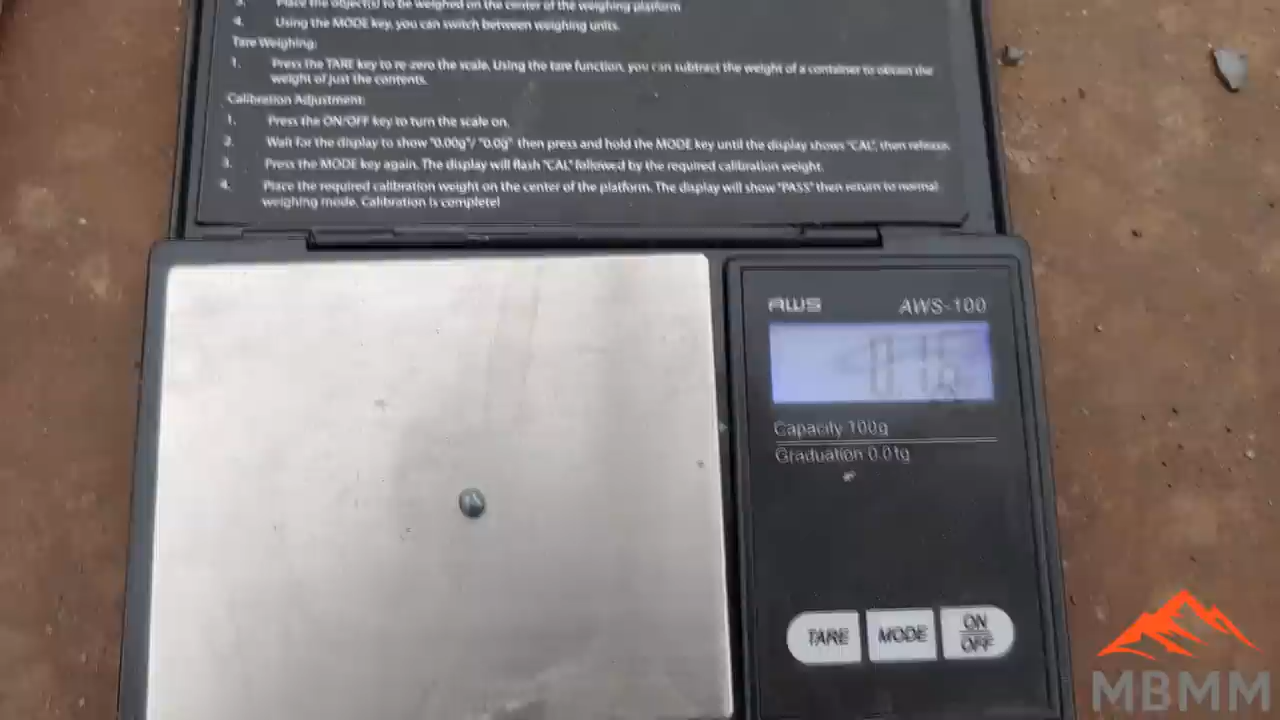 3. Place the object(s) to be weighed on the center of the weighing platform
4. Using the MODE key, you can switch between weighing units.
Tare Weighing:
1. Press the TARE key to re-zero the scale. Using the tare function, you can subtract the weight of a container to obtain the
weight of just the contents.
Calibration Adjustment:
1. Press the ON/OFF key to turn the scale on.
2. Wait for the display to show "0.00g"/ "0.0g" then press and hold the MODE key until the display shows "CAL", then release.
3. Press the MODE key again. The display will flash "CAL" followed by the required calibration weight.
4. Place the required calibration weight on the center of the platform. The display will show "PASS" then return to normal
weighing mode. Calibration is complete!
AWS AWS-100
Capacity 100g
Graduation 0.01g
TARE MODE ON
OFF
MBMM